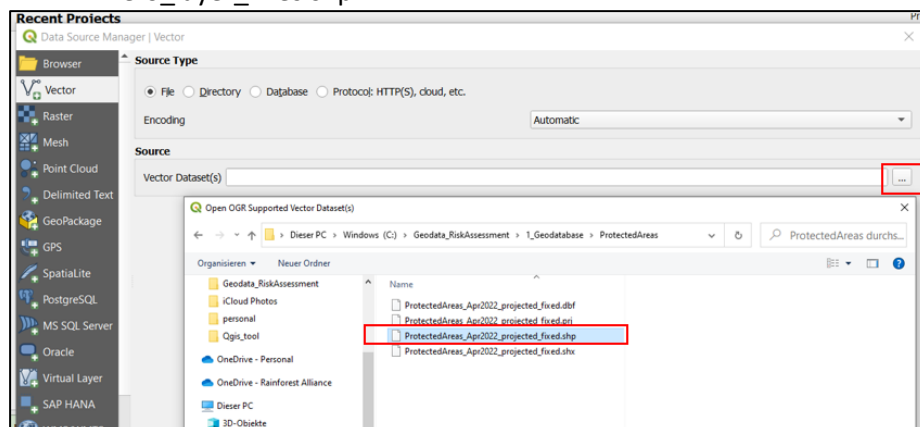 Recent Projects
Data Source Manager | Vector
Browser
Vector
Raster
Mesh
Point Cloud
Delimited Text
GeoPackage
GPS
SpatiaLite
PostgreSQL
MS SQL Server
Oracle
Virtual Layer
SAP HANA
Source Type
File Directory Database Protocol: HTTP(S), cloud, etc.
Encoding Automatic
Source
Vector Dataset(s) ...
Open OGR Supported Vector Dataset(s)
Dieser PC > Windows (C:) > Geodata_RiskAssessment > 1_Geodatabase > ProtectedAreas
ProtectedAreas durchs...
Organisieren Neuer Ordner
Geodata_RiskAssessment
iCloud Photos
personal
Qgis_tool
OneDrive - Personal
OneDrive - Rainforest Alliance
Dieser PC
3D-Objekte
Name
ProtectedAreas_Apr2022_projected_fixed.dbf
ProtectedAreas_Apr2022_projected_fixed.prj
ProtectedAreas_Apr2022_projected_fixed.shp
ProtectedAreas_Apr2022_projected_fixed.shx